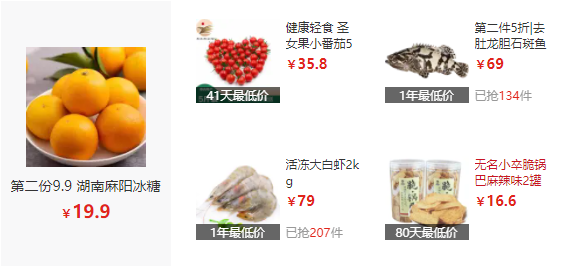 第二份9.9 湖南麻阳冰糖
￥19.9
健康轻食 圣
女果小番茄5
￥35.8
41天最低价
第二件5折|去
肚龙胆石斑鱼
￥69
1年最低价
已抢134件
活冻大白虾2k
g
￥79
1年最低价
已抢207件
无名小卒脆锅
巴麻辣味2罐
￥16.6
80天最低价